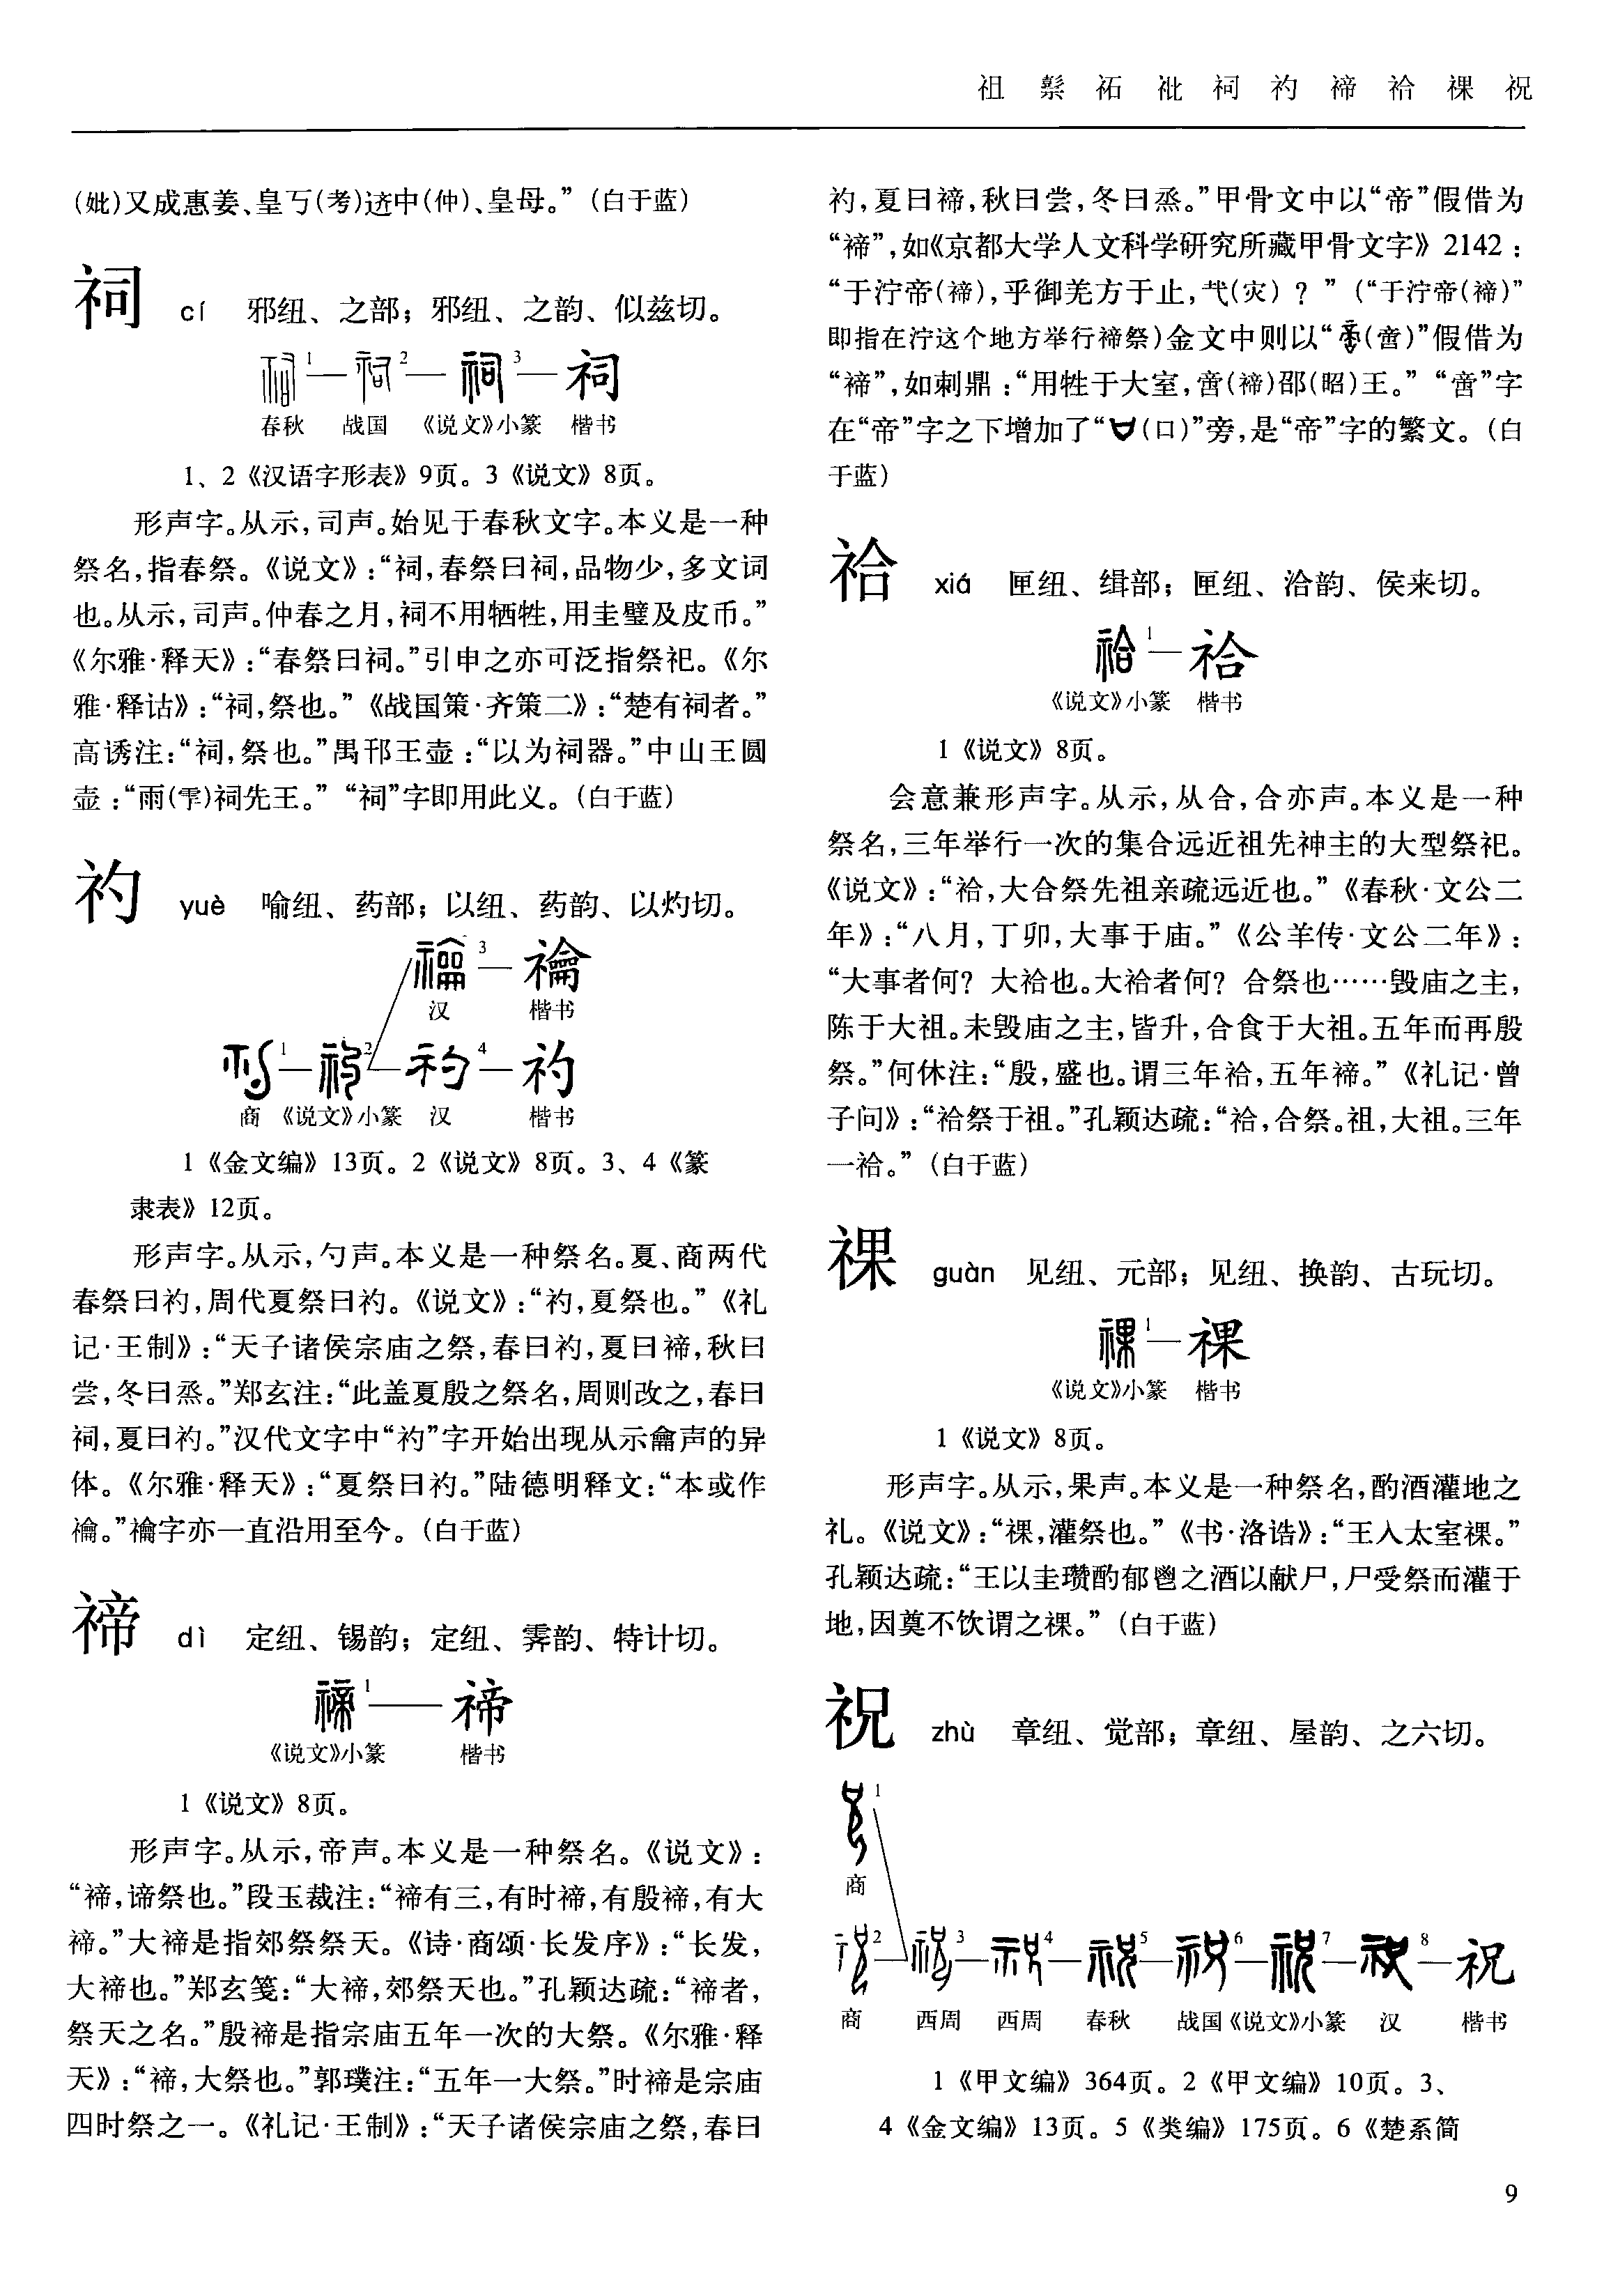 祖 祭 祏 祉 祠 礿 禘 祫 祼 祝
(妣)又成惠姜、皇丂(考)𨒪中(仲)、皇母。”(白于蓝)
祠 cí 邪纽、之部；邪纽、之韵、似兹切。
1 — 2 — 3 — 祠
春秋 战国 《说文》小篆 楷书
1、2《汉语字形表》9页。3《说文》8页。
形声字。从示,司声。始见于春秋文字。本义是一种
祭名,指春祭。《说文》:“祠,春祭曰祠,品物少,多文词
也。从示,司声。仲春之月,祠不用牺牲,用圭璧及皮币。”
《尔雅·释天》:“春祭曰祠。”引申之亦可泛指祭祀。《尔
雅·释诂》:“祠,祭也。”《战国策·齐策二》:“楚有祠者。”
高诱注:“祠,祭也。”禺邗王壶:“以为祠器。”中山王圆
壶:“雨(雩)祠先王。”“祠”字即用此义。(白于蓝)
礿 yuè 喻纽、药部；以纽、药韵、以灼切。
3 — 禴
汉 楷书
1 — 2 — 4 — 礿
商 《说文》小篆 汉 楷书
1《金文编》13页。2《说文》8页。3、4《篆
隶表》12页。
形声字。从示,勺声。本义是一种祭名。夏、商两代
春祭曰礿,周代夏祭曰礿。《说文》:“礿,夏祭也。”《礼
记·王制》:“天子诸侯宗庙之祭,春曰礿,夏曰禘,秋曰
尝,冬曰烝。”郑玄注:“此盖夏殷之祭名,周则改之,春曰
祠,夏曰礿。”汉代文字中“礿”字开始出现从示龠声的异
体。《尔雅·释天》:“夏祭曰礿。”陆德明释文:“本或作
禴。”禴字亦一直沿用至今。(白于蓝)
禘 dì 定纽、锡韵；定纽、霁韵、特计切。
1 — 禘
《说文》小篆 楷书
1《说文》8页。
形声字。从示,帝声。本义是一种祭名。《说文》:
“禘,谛祭也。”段玉裁注:“禘有三,有时禘,有殷禘,有大
禘。”大禘是指郊祭祭天。《诗·商颂·长发序》:“长发,
大禘也。”郑玄笺:“大禘,郊祭天也。”孔颖达疏:“禘者,
祭天之名。”殷禘是指宗庙五年一次的大祭。《尔雅·释
天》:“禘,大祭也。”郭璞注:“五年一大祭。”时禘是宗庙
四时祭之一。《礼记·王制》:“天子诸侯宗庙之祭,春曰
礿,夏曰禘,秋曰尝,冬曰烝。”甲骨文中以“帝”假借为
“禘”,如《京都大学人文科学研究所藏甲骨文字》2142:
“于泞帝(禘),乎御羌方于止,𢦏(灾)?”(“于泞帝(禘)”
即指在泞这个地方举行禘祭)金文中则以“(啻)”假借为
“禘”,如刺鼎:“用牲于大室,啻(禘)邵(昭)王。”“啻”字
在“帝”字之下增加了“(口)”旁,是“帝”字的繁文。(白
于蓝)
祫 xiá 匣纽、缉部；匣纽、洽韵、侯夹切。
1 — 祫
《说文》小篆 楷书
1《说文》8页。
会意兼形声字。从示,从合,合亦声。本义是一种
祭名,三年举行一次的集合远近祖先神主的大型祭祀。
《说文》:“祫,大合祭先祖亲疏远近也。”《春秋·文公二
年》:“八月,丁卯,大事于庙。”《公羊传·文公二年》:
“大事者何? 大祫也。大祫者何? 合祭也……毁庙之主,
陈于大祖。未毁庙之主,皆升,合食于大祖。五年而再殷
祭。”何休注:“殷,盛也。谓三年祫,五年禘。”《礼记·曾
子问》:“祫祭于祖。”孔颖达疏:“祫,合祭。祖,大祖。三年
一祫。”(白于蓝)
祼 guàn 见纽、元部；见纽、换韵、古玩切。
1 — 祼
《说文》小篆 楷书
1《说文》8页。
形声字。从示,果声。本义是一种祭名,酌酒灌地之
礼。《说文》:“祼,灌祭也。”《书·洛诰》:“王入太室祼。”
孔颖达疏:“王以圭瓒酌郁鬯之酒以献尸,尸受祭而灌于
地,因奠不饮谓之祼。”(白于蓝)
祝 zhù 章纽、觉部；章纽、屋韵、之六切。
1
商
2 — 3 — 4 — 5 — 6 — 7 — 8 — 祝
商 西周 西周 春秋 战国 《说文》小篆 汉 楷书
1《甲文编》364页。2《甲文编》10页。3、
4《金文编》13页。5《类编》175页。6《楚系简
9